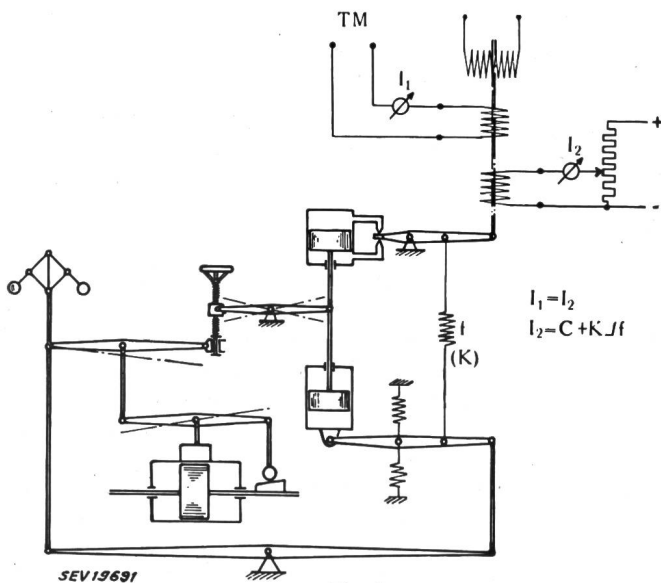 TM
I₁
I₂
+
-
I₁=I₂
I₂=C+K⊿f
f
(K)
SEV19691